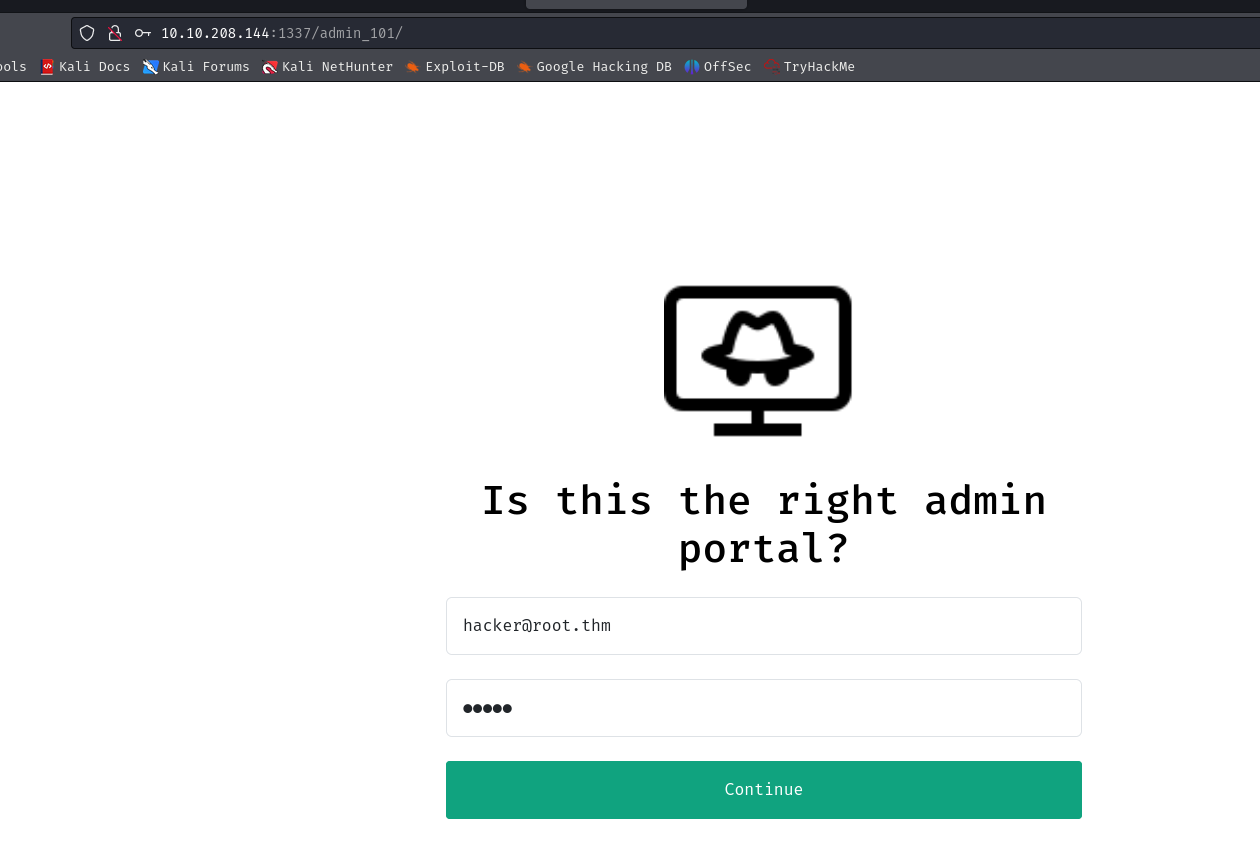 10.10.208.144:1337/admin_101/
ools Kali Docs Kali Forums Kali NetHunter Exploit-DB Google Hacking DB OffSec TryHackMe
Is this the right admin
portal?
hacker@root.thm
●●●●●
Continue